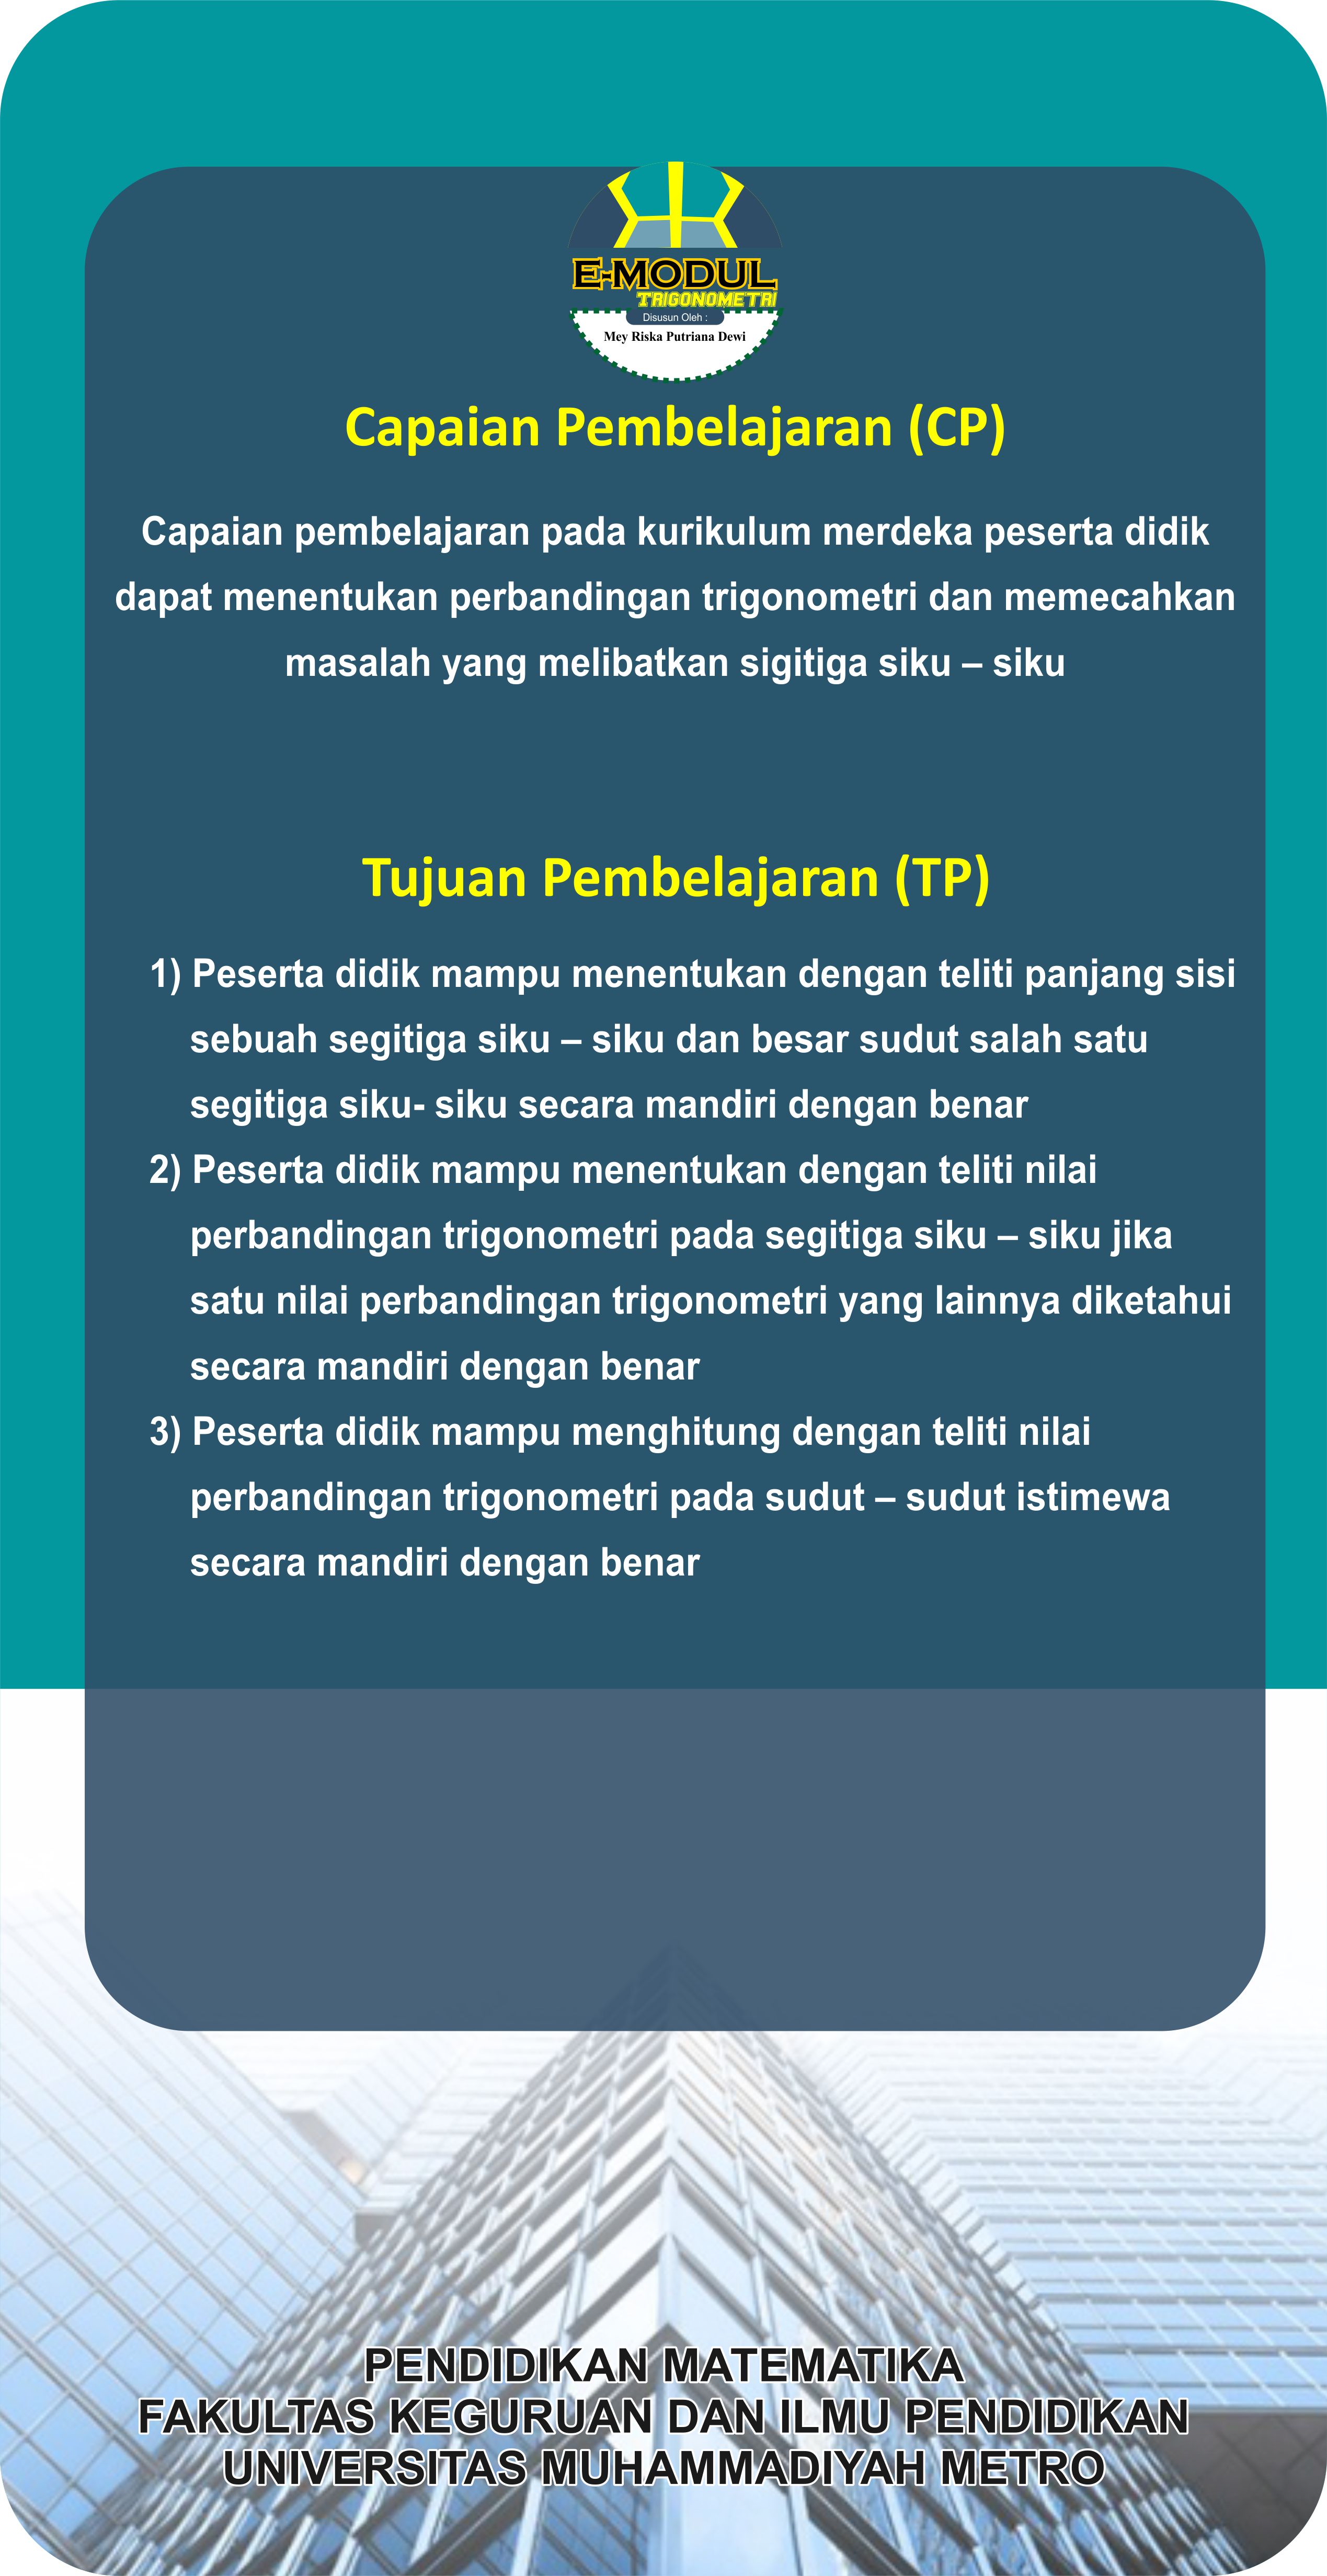 E-MODUL
TRIGONOMETRI
Disusun Oleh :
Mey Riska Putriana Dewi
Capaian Pembelajaran (CP)
Capaian pembelajaran pada kurikulum merdeka peserta didik
dapat menentukan perbandingan trigonometri dan memecahkan
masalah yang melibatkan sigitiga siku – siku
Tujuan Pembelajaran (TP)
1) Peserta didik mampu menentukan dengan teliti panjang sisi
sebuah segitiga siku – siku dan besar sudut salah satu
segitiga siku- siku secara mandiri dengan benar
2) Peserta didik mampu menentukan dengan teliti nilai
perbandingan trigonometri pada segitiga siku – siku jika
satu nilai perbandingan trigonometri yang lainnya diketahui
secara mandiri dengan benar
3) Peserta didik mampu menghitung dengan teliti nilai
perbandingan trigonometri pada sudut – sudut istimewa
secara mandiri dengan benar
PENDIDIKAN MATEMATIKA
FAKULTAS KEGURUAN DAN ILMU PENDIDIKAN
UNIVERSITAS MUHAMMADIYAH METRO